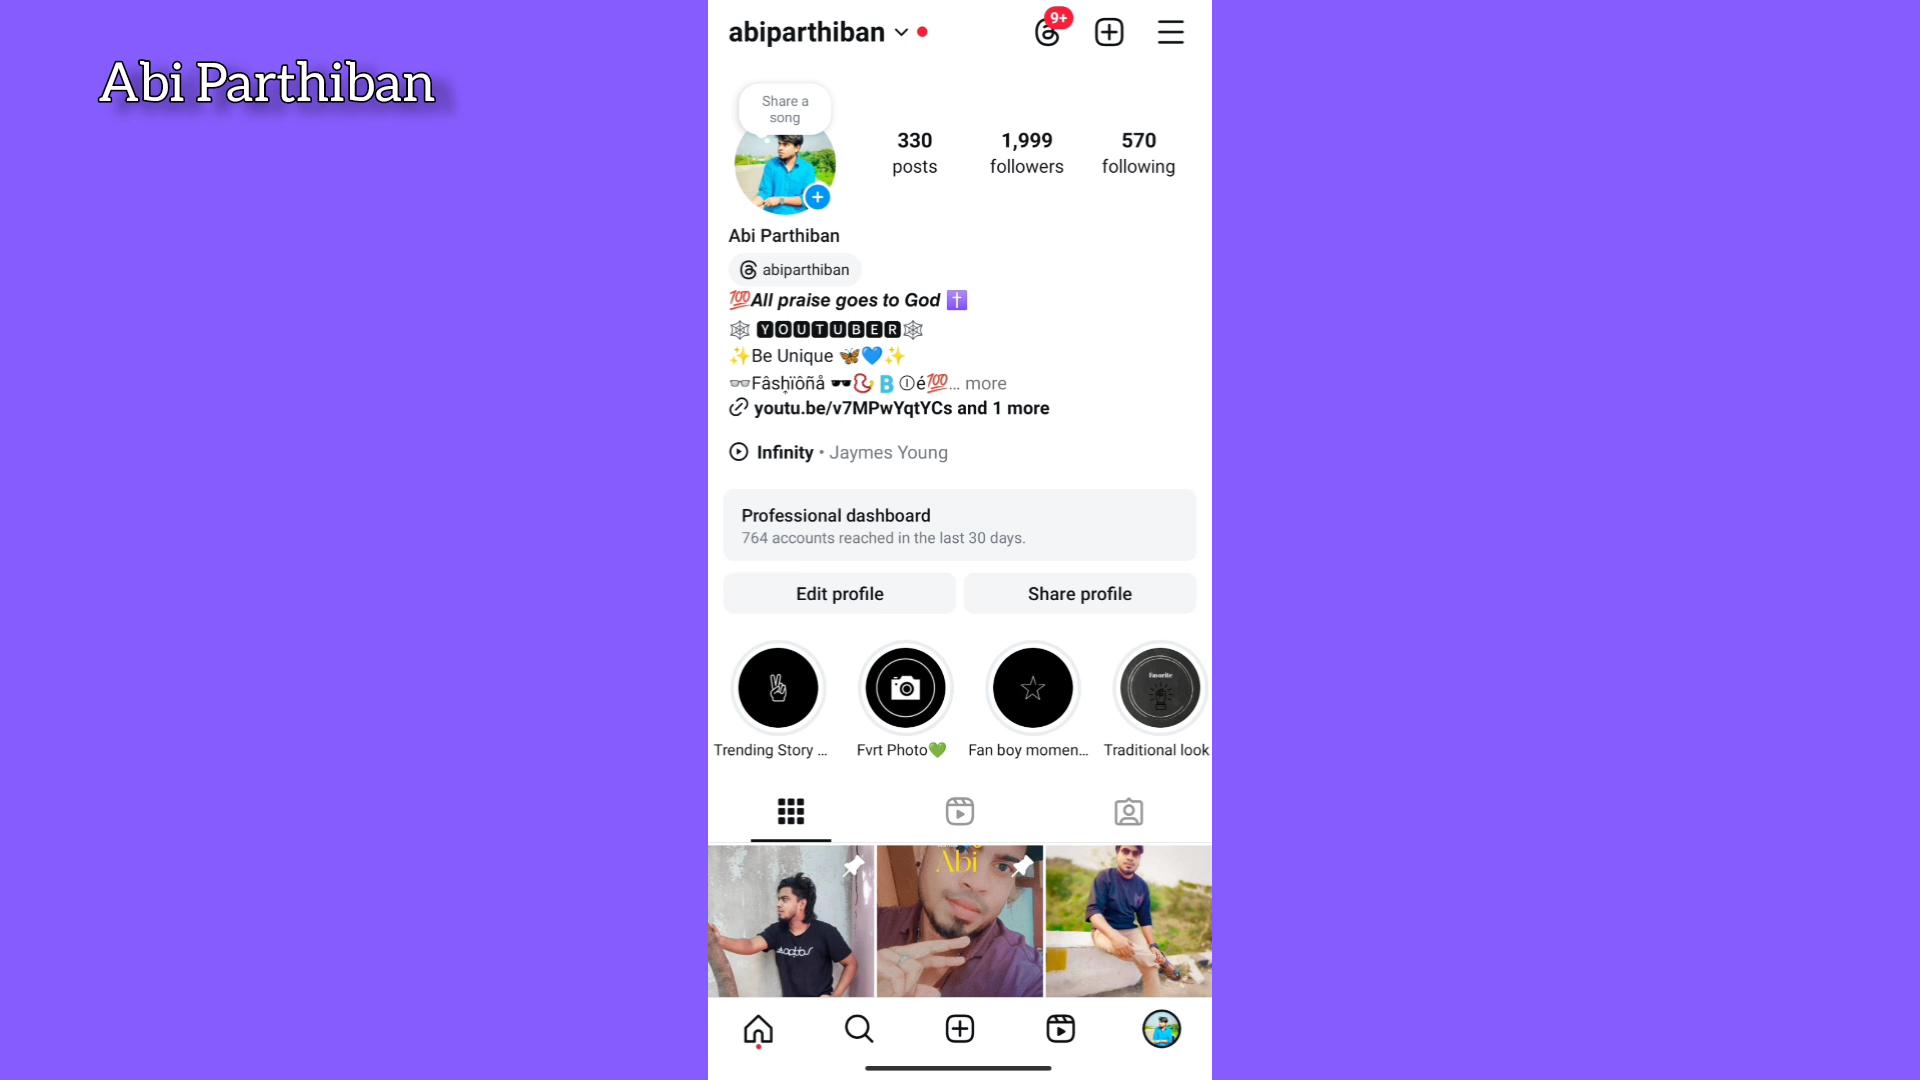 Abi Parthiban
abiparthiban
9+
Share a
song
330
posts
1,999
followers
570
following
Abi Parthiban
abiparthiban
💯All praise goes to God ✝️
🕸️ 🆈🅾🆄🆃🆄🅱🅴🆁🕸️
✨Be Unique 🦋💙✨
👓Fâsḥïôñå 🕶️📿 🅱️ Ⓘé💯... more
youtu.be/v7MPwYqtYCs and 1 more
Infinity • Jaymes Young
Professional dashboard
764 accounts reached in the last 30 days.
Edit profile
Share profile
Trending Story ...
Fvrt Photo💚
Fan boy momen...
Favorite
Traditional look
Abi